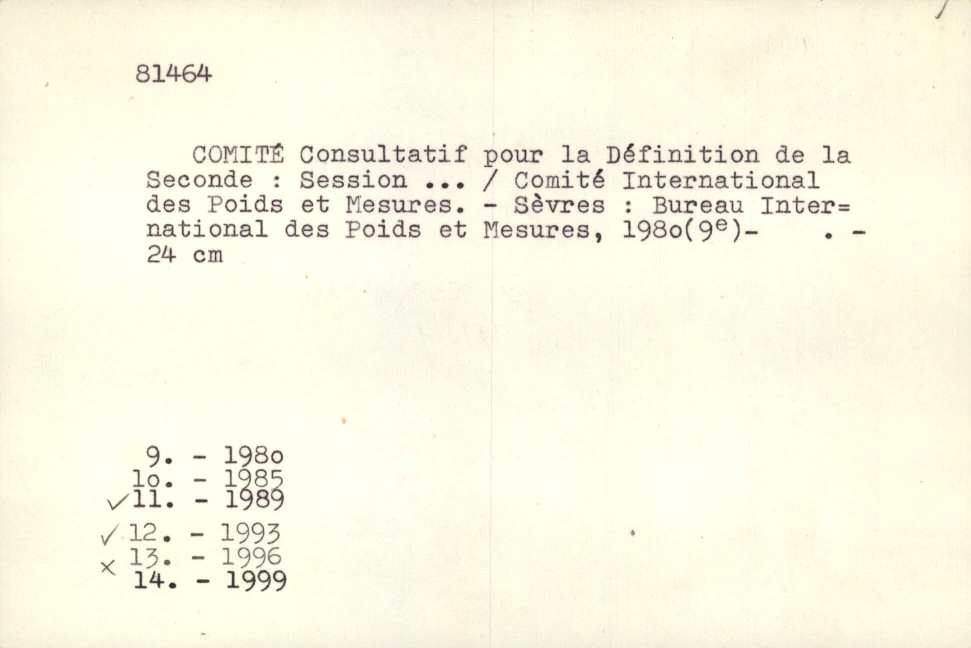 81464
COMITÉ Consultatif pour la Définition de la
Seconde : Session ... / Comité International
des Poids et Mesures. - Sèvres : Bureau Inter=
national des Poids et Mesures, 198o(9e)-     . -
24 cm
9. - 198o
lo. - 1985
✓11. - 1989
✓ 12. - 1993
× 13. - 1996
14. - 1999